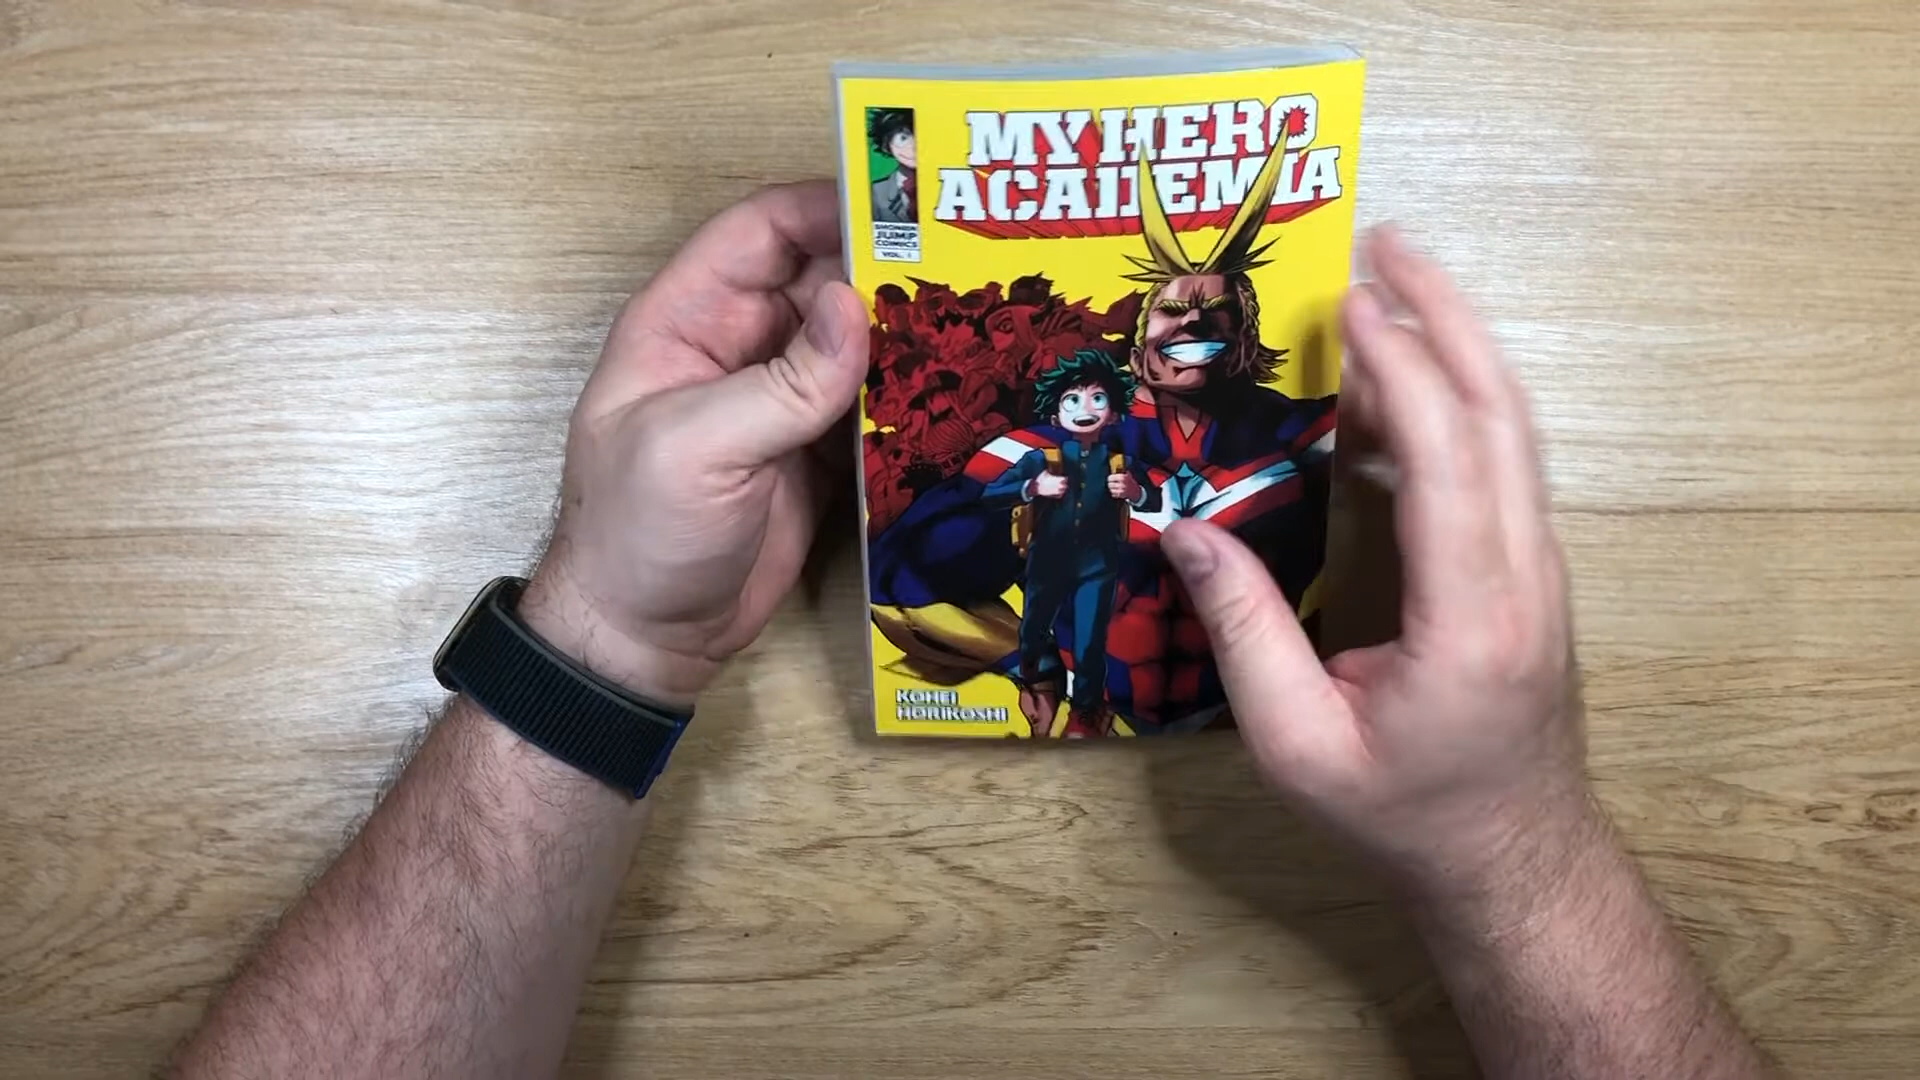 MY HERO
ACADEMIA
SHONEN
JUMP
COMICS
VOL. 1
KOHEI
HORIKOSHI